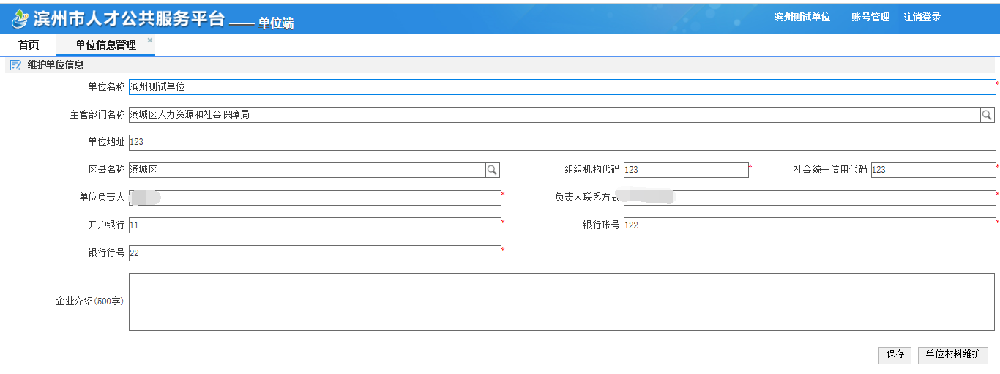 滨州市人才公共服务平台 —— 单位端 滨州测试单位 账号管理 注销登录
首页 单位信息管理 ×
维护单位信息
单位名称 滨州测试单位 *
主管部门名称 滨城区人力资源和社会保障局
单位地址 123
区县名称 滨城区 组织机构代码 123 * 社会统一信用代码 123 *
单位负责人 * 负责人联系方式 *
开户银行 11 * 银行账号 122 *
银行行号 22 *
企业介绍(500字)
保存 单位材料维护